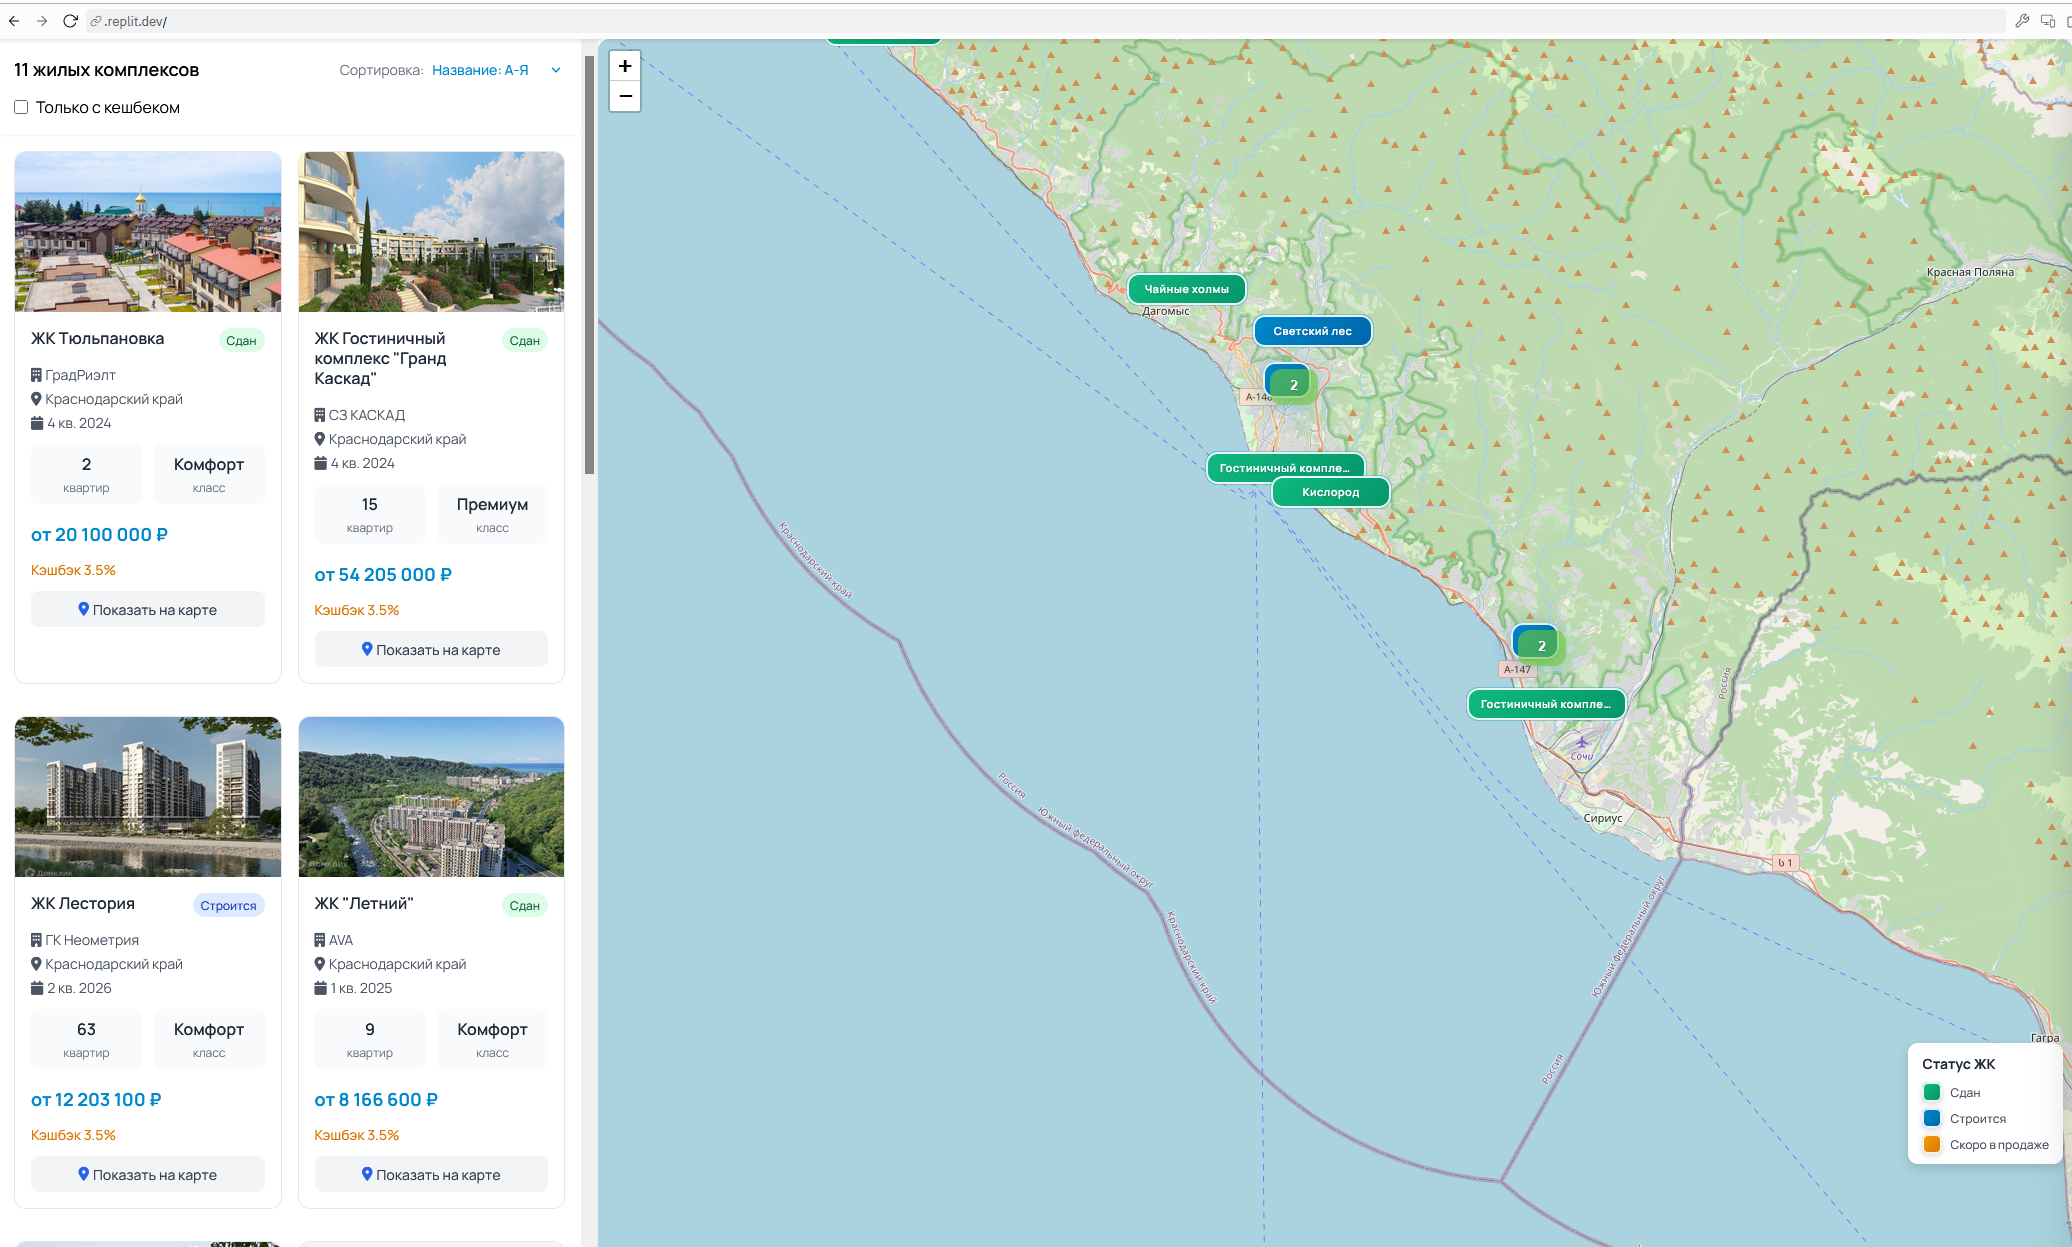 .replit.dev/
11 жилых комплексов
Сортировка: Название: А-Я
Только с кешбеком
ЖК Тюльпановка
Сдан
ГрадРиэлт
Краснодарский край
4 кв. 2024
2
квартир
Комфорт
класс
от 20 100 000 ₽
Кэшбэк 3.5%
Показать на карте
ЖК Гостиничный
комплекс "Гранд
Каскад"
Сдан
СЗ КАСКАД
Краснодарский край
4 кв. 2024
15
квартир
Премиум
класс
от 54 205 000 ₽
Кэшбэк 3.5%
Показать на карте
Домклик
ЖК Лестория
Строится
ГК Неометрия
Краснодарский край
2 кв. 2026
63
квартир
Комфорт
класс
от 12 203 100 ₽
Кэшбэк 3.5%
Показать на карте
Домклик
ЖК "Летний"
Сдан
AVA
Краснодарский край
1 кв. 2025
9
квартир
Комфорт
класс
от 8 166 600 ₽
Кэшбэк 3.5%
Показать на карте
+
−
Красная Поляна
Чайные холмы
Дагомыс
Светский лес
2
А-148
Гостиничный компле...
Кислород
Краснодарский край
2
А-147
Россия
Гостиничный компле...
Сочи
Россия
Южный федеральный округ
Сириус
ს 1
Краснодарский край
Южный федеральный округ
Россия
Гагра
Статус ЖК
Сдан
Строится
Скоро в продаже